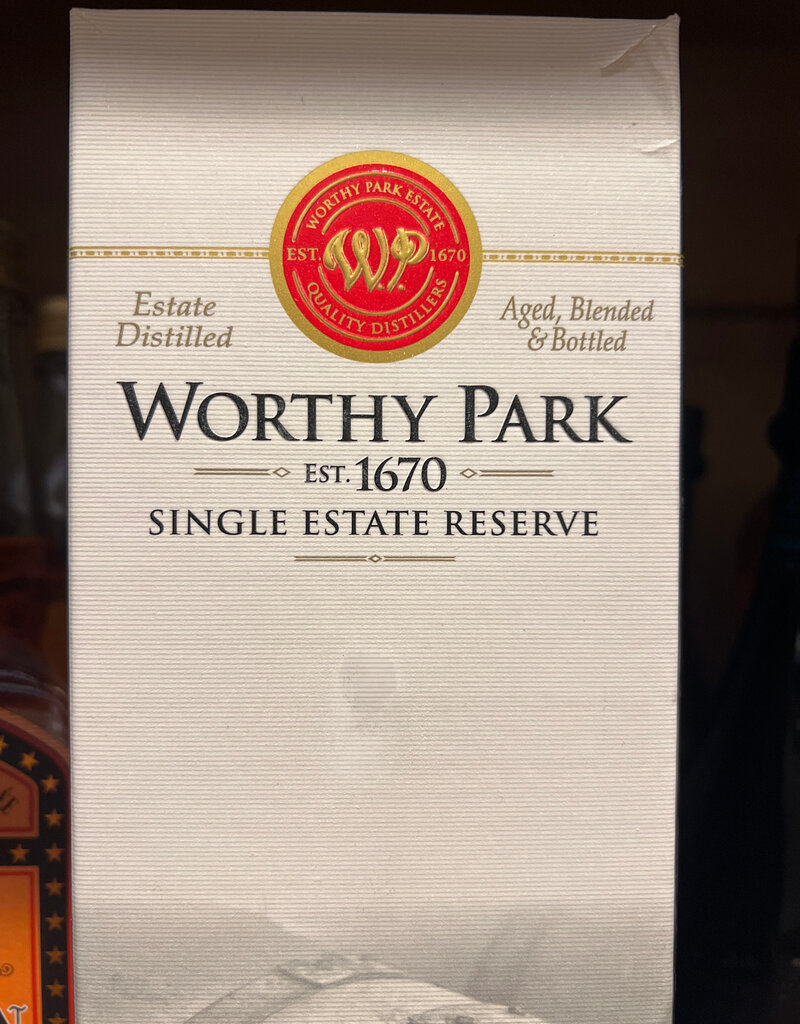 WORTHY PARK ESTATE
EST. W.P. 1670
QUALITY DISTILLERS
Estate
Distilled
Aged, Blended
& Bottled
WORTHY PARK
EST. 1670
SINGLE ESTATE RESERVE